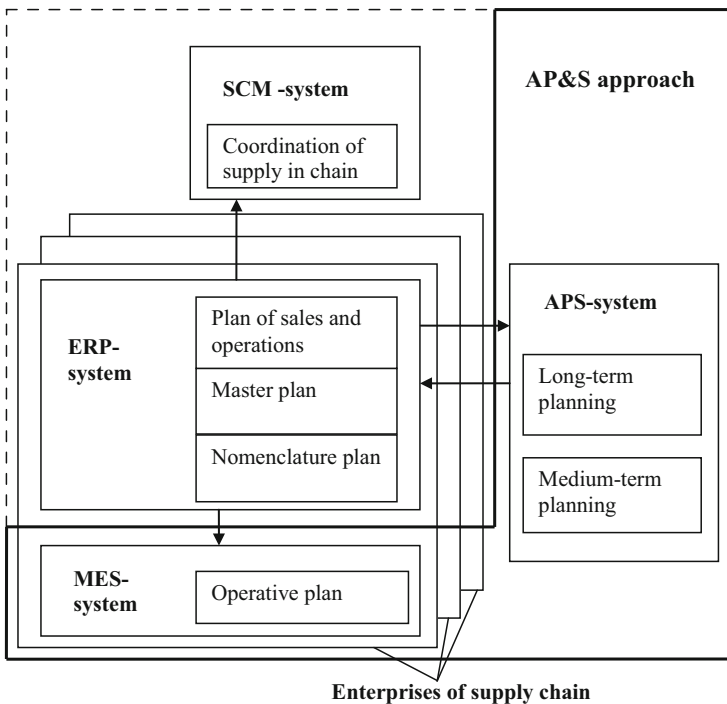 SCM -system
AP&S approach
Coordination of
supply in chain
ERP-
system
Plan of sales and
operations
Master plan
Nomenclature plan
APS-system
Long-term
planning
Medium-term
planning
MES-
system
Operative plan
Enterprises of supply chain